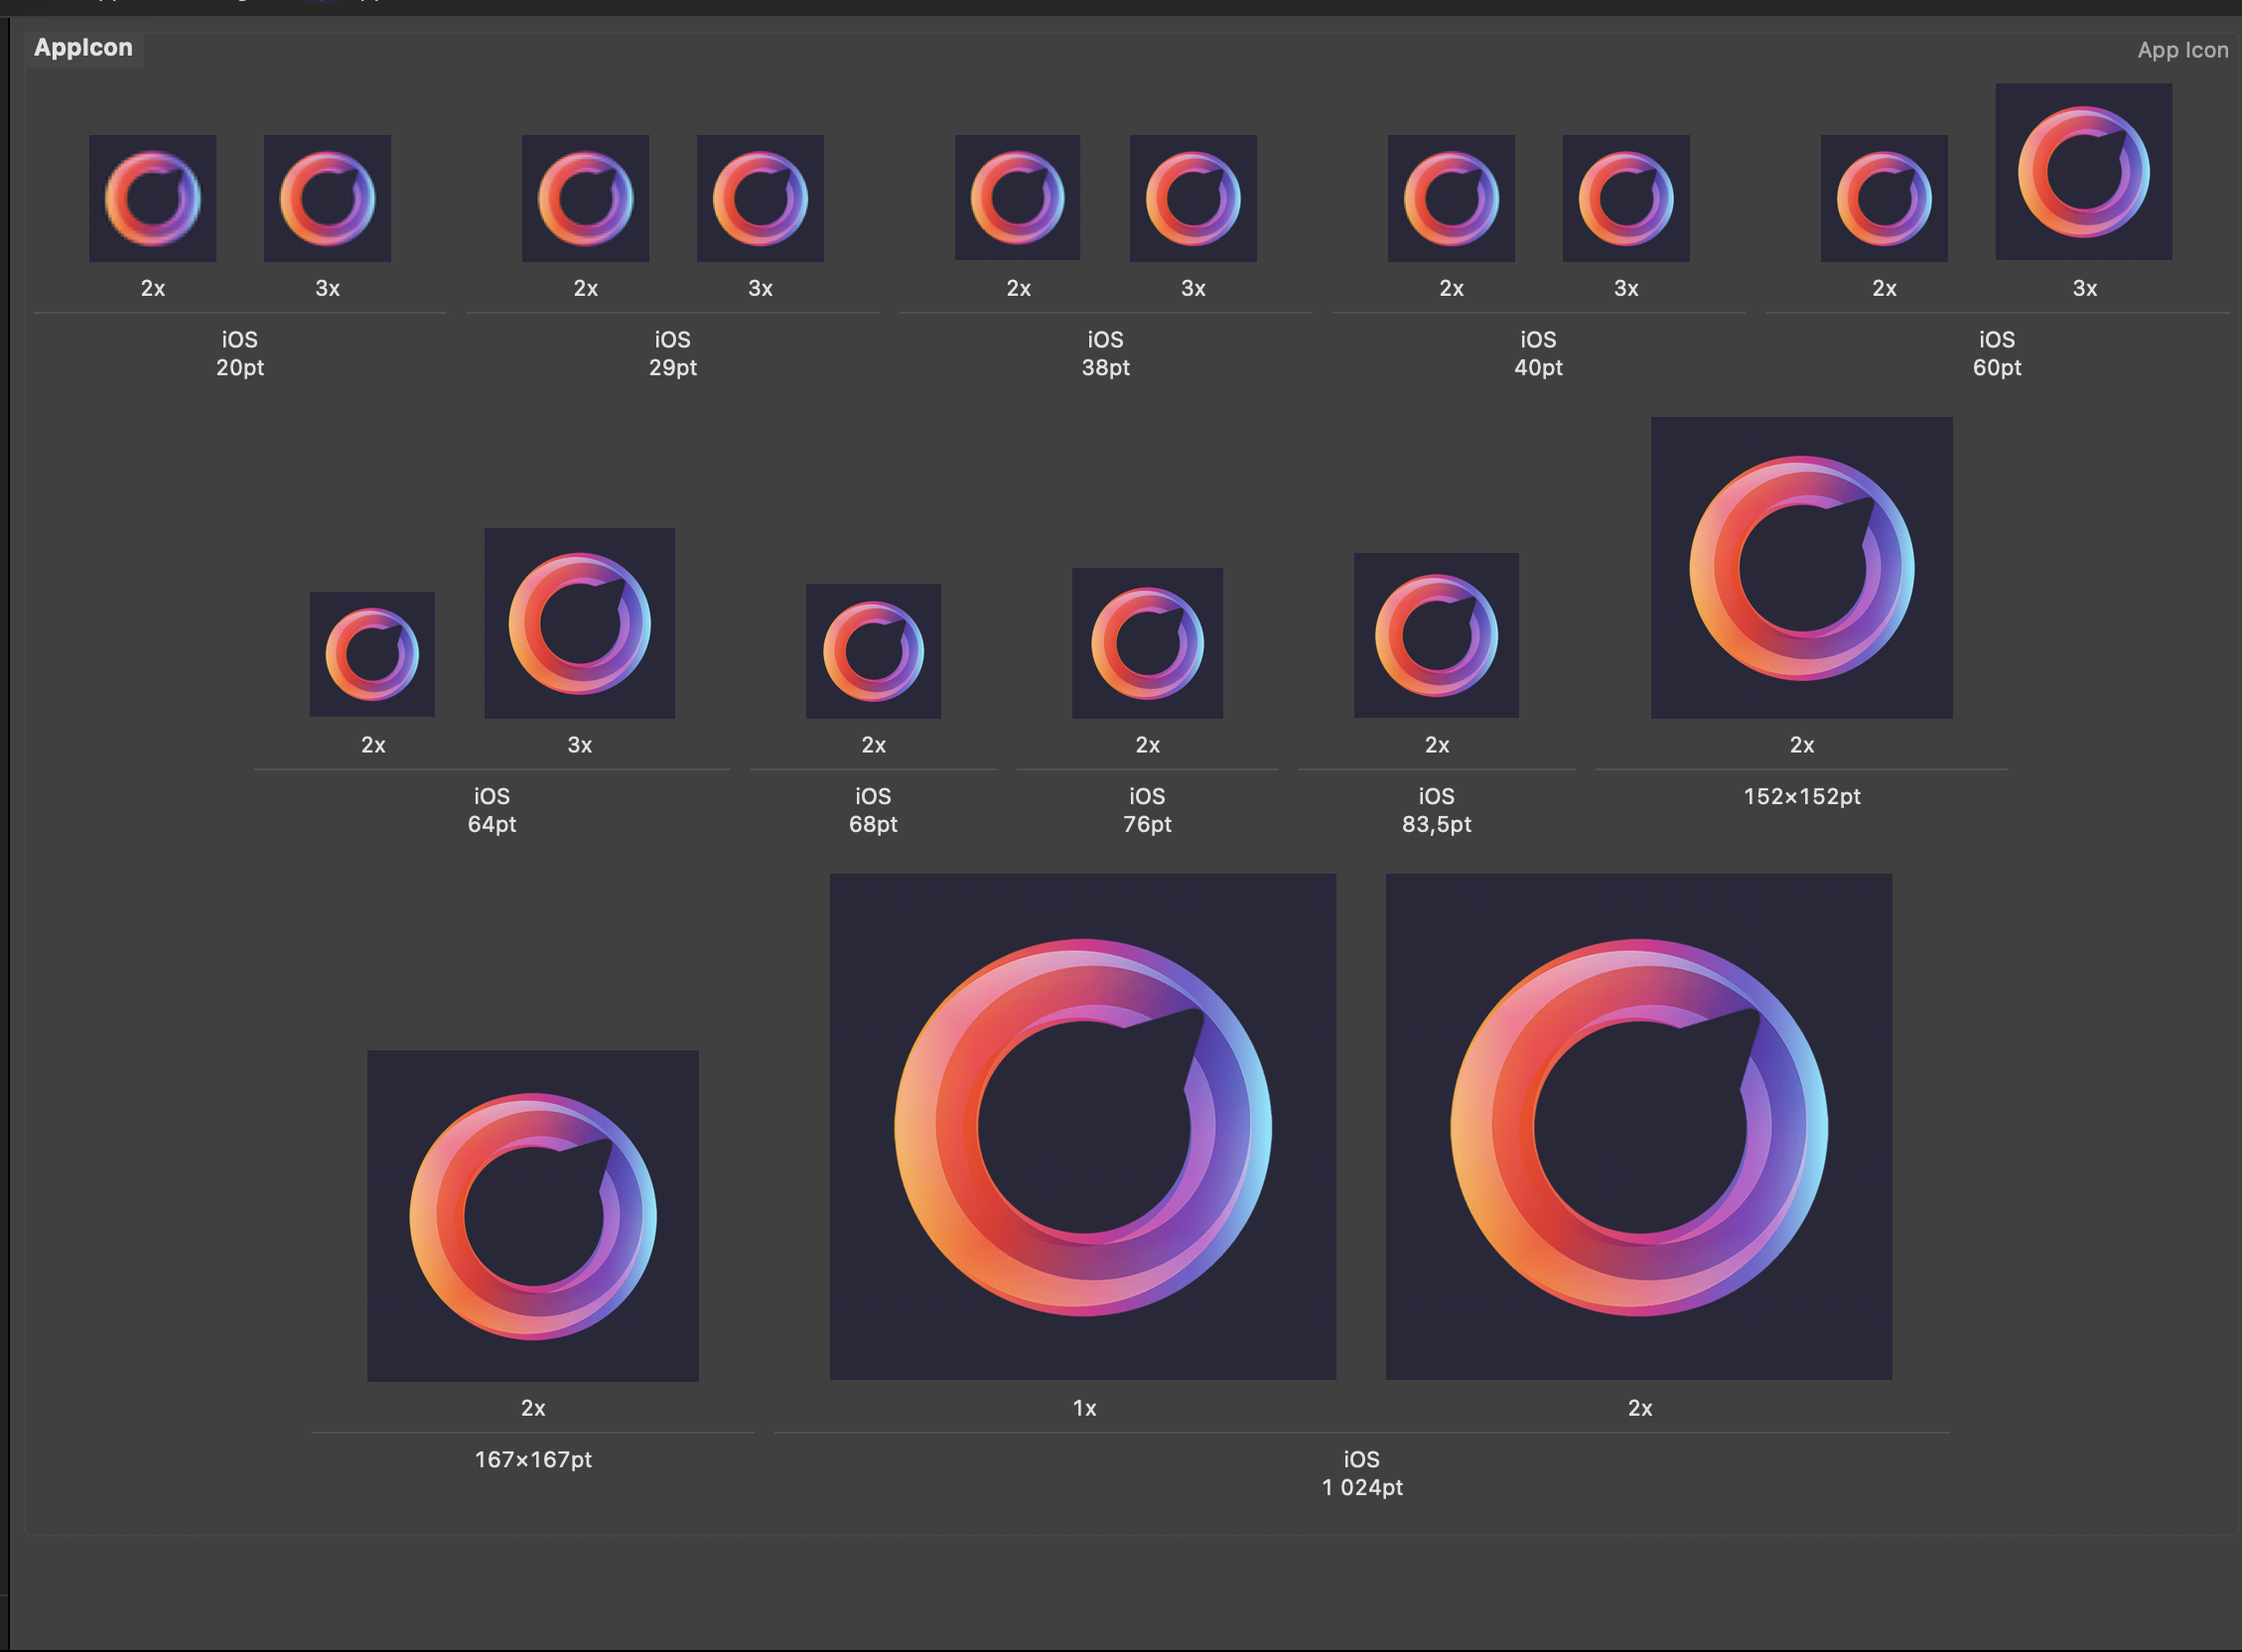 AppIcon
App Icon
2x 3x 2x 3x 2x 3x 2x 3x 2x 3x
iOS iOS iOS iOS iOS
20pt 29pt 38pt 40pt 60pt
2x 3x 2x 2x 2x 2x
iOS iOS iOS iOS 152×152pt
64pt 68pt 76pt 83,5pt
2x 1x 2x
167×167pt iOS
1 024pt